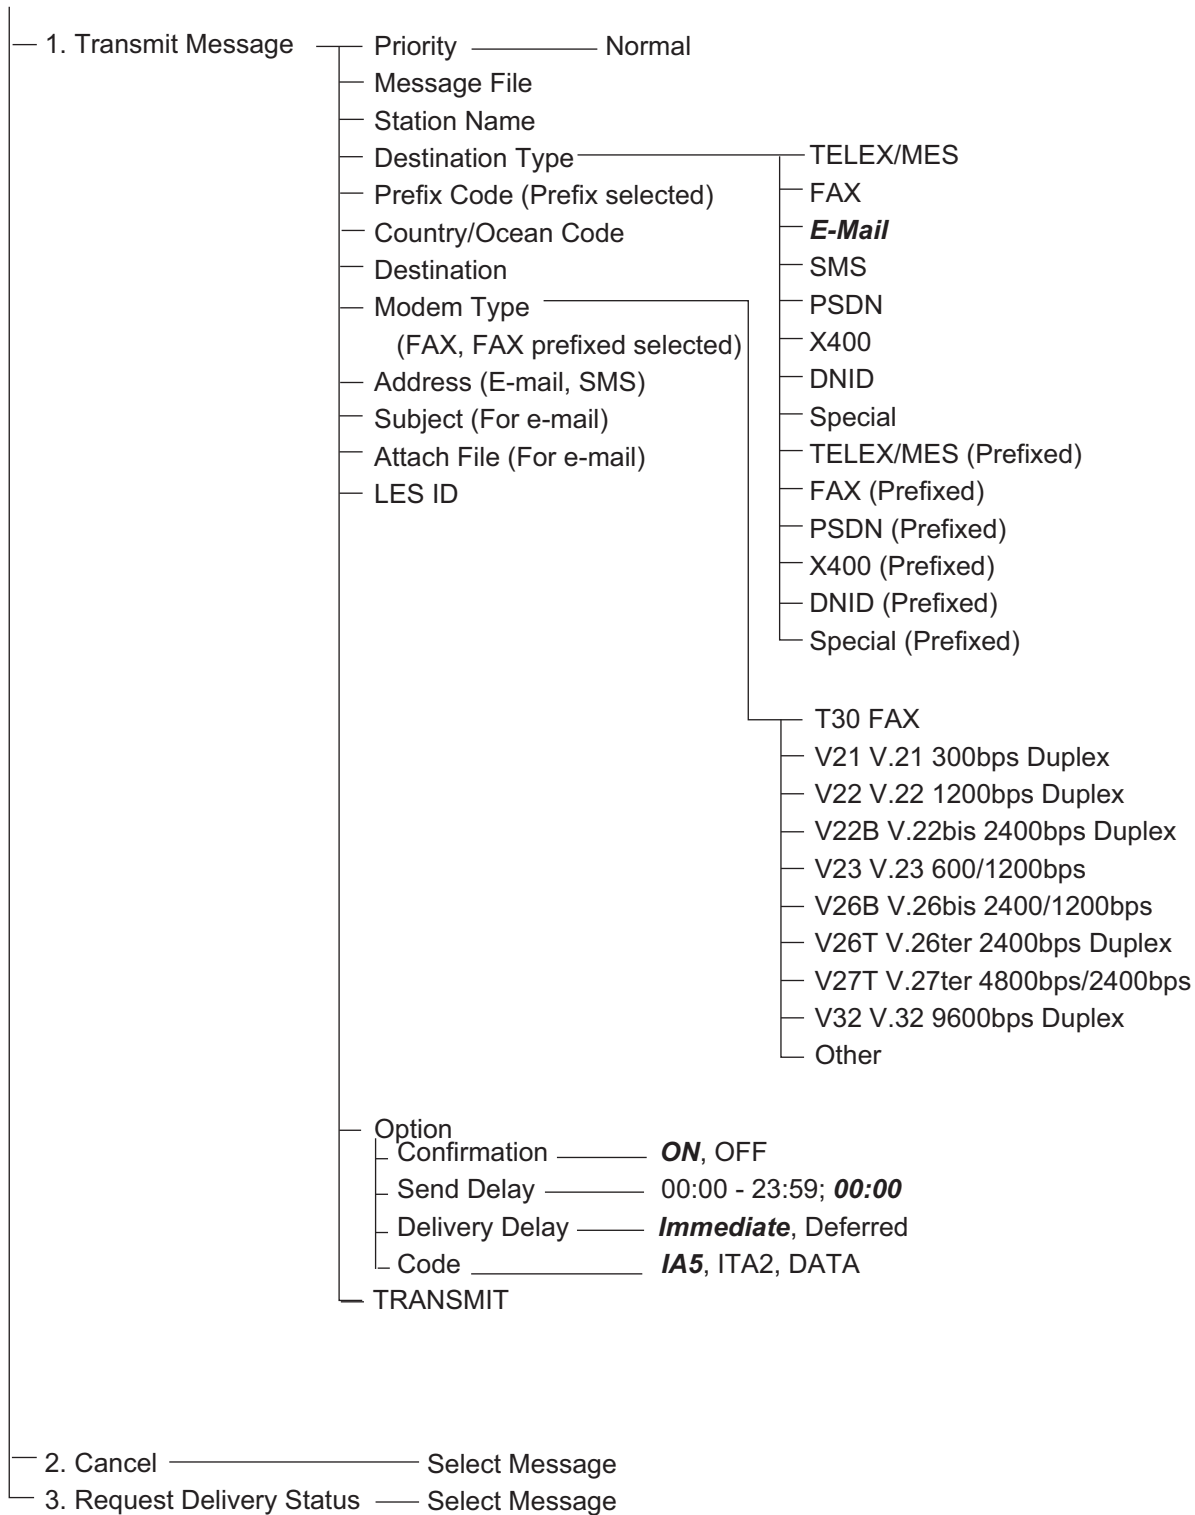 1. Transmit Message
Priority Normal
Message File
Station Name
Destination Type
Prefix Code (Prefix selected)
Country/Ocean Code
Destination
Modem Type
(FAX, FAX prefixed selected)
Address (E-mail, SMS)
Subject (For e-mail)
Attach File (For e-mail)
LES ID
TELEX/MES
FAX
E-Mail
SMS
PSDN
X400
DNID
Special
TELEX/MES (Prefixed)
FAX (Prefixed)
PSDN (Prefixed)
X400 (Prefixed)
DNID (Prefixed)
Special (Prefixed)
T30 FAX
V21 V.21 300bps Duplex
V22 V.22 1200bps Duplex
V22B V.22bis 2400bps Duplex
V23 V.23 600/1200bps
V26B V.26bis 2400/1200bps
V26T V.26ter 2400bps Duplex
V27T V.27ter 4800bps/2400bps
V32 V.32 9600bps Duplex
Other
Option
Confirmation ON, OFF
Send Delay 00:00 - 23:59; 00:00
Delivery Delay Immediate, Deferred
Code IA5, ITA2, DATA
TRANSMIT
2. Cancel Select Message
3. Request Delivery Status Select Message